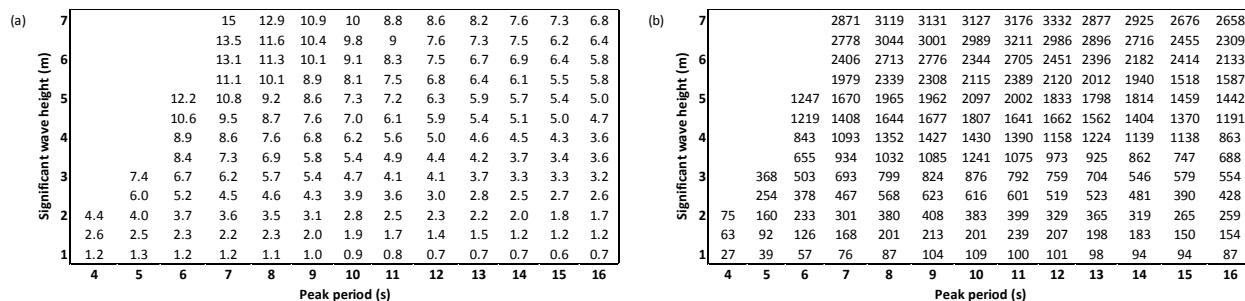 (a)
Significant wave height (m)
7 15 12.9 10.9 10 8.8 8.6 8.2 7.6 7.3 6.8
13.5 11.6 10.4 9.8 9 7.6 7.3 7.5 6.2 6.4
6 13.1 11.3 10.1 9.1 8.3 7.5 6.7 6.9 6.4 5.8
11.1 10.1 8.9 8.1 7.5 6.8 6.4 6.1 5.5 5.8
5 12.2 10.8 9.2 8.6 7.3 7.2 6.3 5.9 5.7 5.4 5.0
10.6 9.5 8.7 7.6 7.0 6.1 5.9 5.4 5.1 5.0 4.7
4 8.9 8.6 7.6 6.8 6.2 5.6 5.0 4.6 4.5 4.3 3.6
8.4 7.3 6.9 5.8 5.4 4.9 4.4 4.2 3.7 3.4 3.6
3 7.4 6.7 6.2 5.7 5.4 4.7 4.1 4.1 3.7 3.3 3.3 3.2
6.0 5.2 4.5 4.6 4.3 3.9 3.6 3.0 2.8 2.5 2.7 2.6
2 4.4 4.0 3.7 3.6 3.5 3.1 2.8 2.5 2.3 2.2 2.0 1.8 1.7
2.6 2.5 2.3 2.2 2.3 2.0 1.9 1.7 1.4 1.5 1.2 1.2 1.2
1 1.2 1.3 1.2 1.2 1.1 1.0 0.9 0.8 0.7 0.7 0.7 0.6 0.7
4 5 6 7 8 9 10 11 12 13 14 15 16
Peak period (s)
(b)
Significant wave height (m)
7 2871 3119 3131 3127 3176 3332 2877 2925 2676 2658
2778 3044 3001 2989 3211 2986 2896 2716 2455 2309
6 2406 2713 2776 2344 2705 2451 2396 2182 2414 2133
1979 2339 2308 2115 2389 2120 2012 1940 1518 1587
5 1247 1670 1965 1962 2097 2002 1833 1798 1814 1459 1442
1219 1408 1644 1677 1807 1641 1662 1562 1404 1370 1191
4 843 1093 1352 1427 1430 1390 1158 1224 1139 1138 863
655 934 1032 1085 1241 1075 973 925 862 747 688
3 368 503 693 799 824 876 792 759 704 546 579 554
254 378 467 568 623 616 601 519 523 481 390 428
2 75 160 233 301 380 408 383 399 329 365 319 265 259
63 92 126 168 201 213 201 239 207 198 183 150 154
1 27 39 57 76 87 104 109 100 101 98 94 94 87
4 5 6 7 8 9 10 11 12 13 14 15 16
Peak period (s)